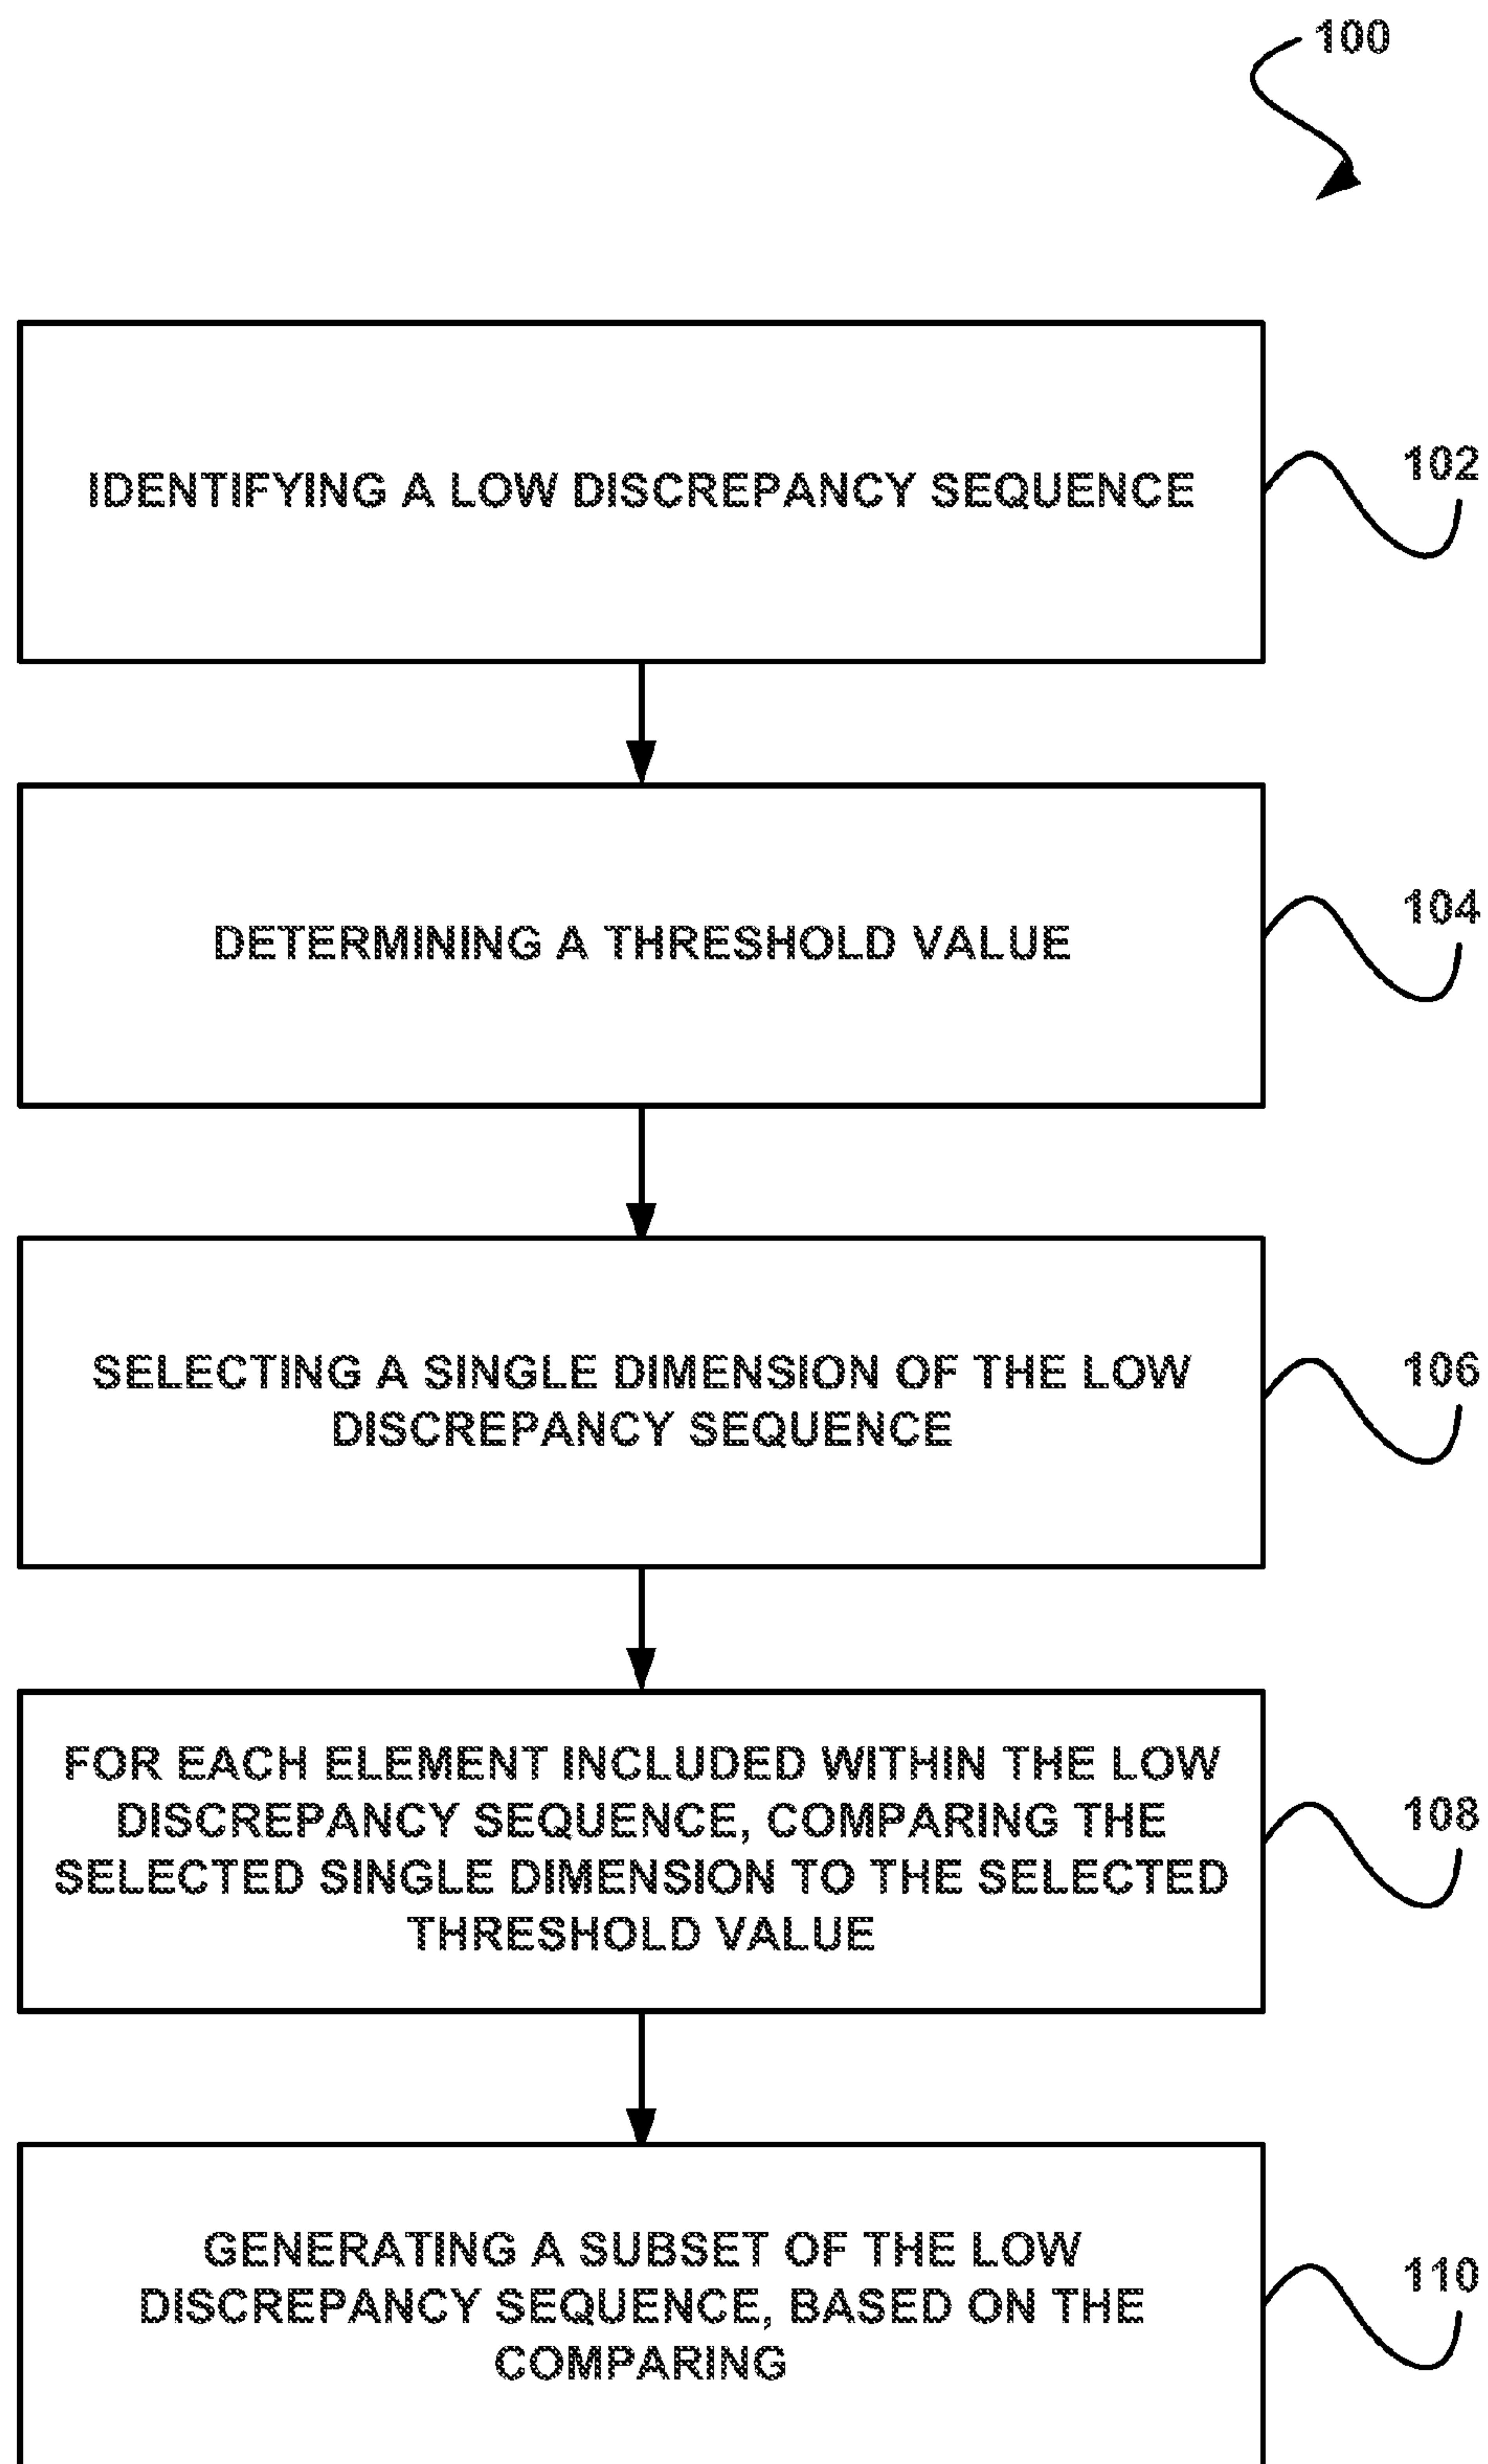 100
IDENTIFYING A LOW DISCREPANCY SEQUENCE
102
DETERMINING A THRESHOLD VALUE
104
SELECTING A SINGLE DIMENSION OF THE LOW
DISCREPANCY SEQUENCE
106
FOR EACH ELEMENT INCLUDED WITHIN THE LOW
DISCREPANCY SEQUENCE, COMPARING THE
SELECTED SINGLE DIMENSION TO THE SELECTED
THRESHOLD VALUE
108
GENERATING A SUBSET OF THE LOW
DISCREPANCY SEQUENCE, BASED ON THE
COMPARING
110